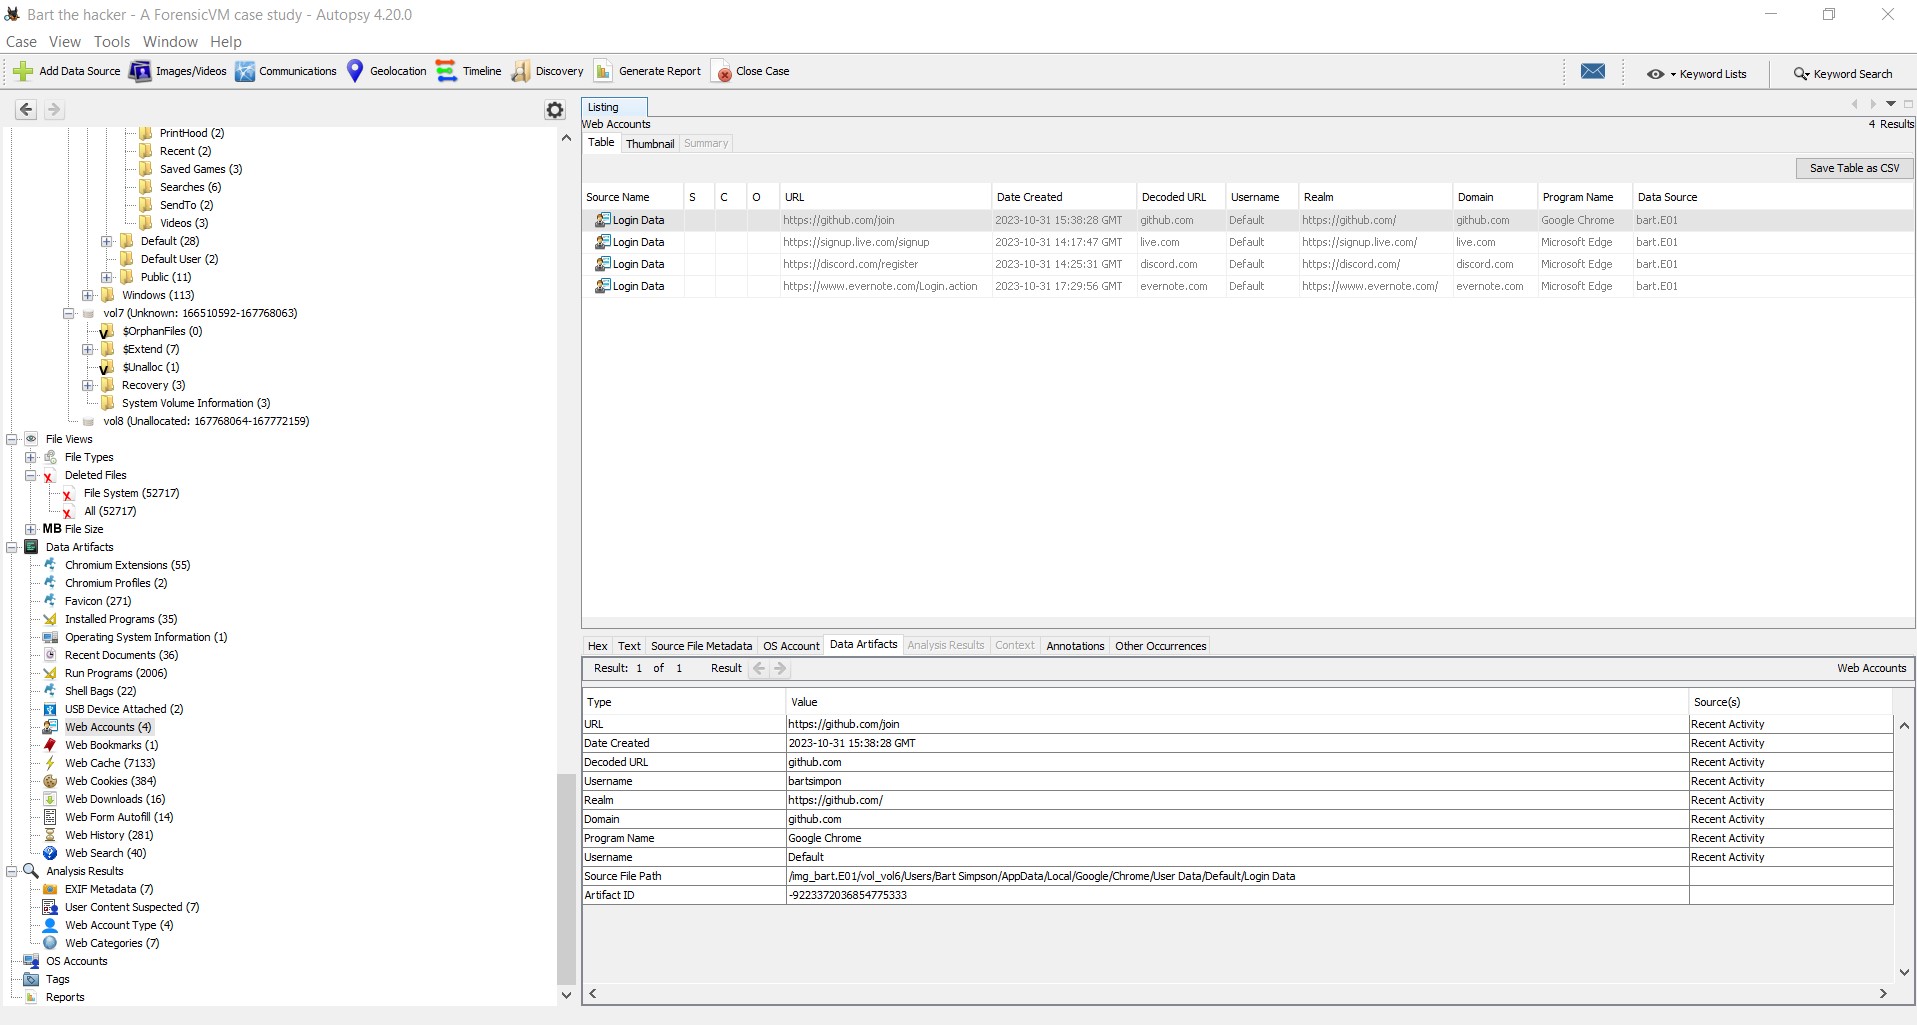 Bart the hacker - A ForensicVM case study - Autopsy 4.20.0
Case View Tools Window Help
Add Data Source Images/Videos Communications Geolocation Timeline Discovery Generate Report Close Case Keyword Lists Keyword Search
PrintHood (2)
Recent (2)
Saved Games (3)
Searches (6)
SendTo (2)
Videos (3)
Default (28)
Default User (2)
Public (11)
Windows (113)
vol7 (Unknown: 166510592-167768063)
$OrphanFiles (0)
$Extend (7)
$Unalloc (1)
Recovery (3)
System Volume Information (3)
vol8 (Unallocated: 167768064-167772159)
File Views
File Types
Deleted Files
File System (52717)
All (52717)
MB File Size
Data Artifacts
Chromium Extensions (55)
Chromium Profiles (2)
Favicon (271)
Installed Programs (35)
Operating System Information (1)
Recent Documents (36)
Run Programs (2006)
Shell Bags (22)
USB Device Attached (2)
Web Accounts (4)
Web Bookmarks (1)
Web Cache (7133)
Web Cookies (384)
Web Downloads (16)
Web Form Autofill (14)
Web History (281)
Web Search (40)
Analysis Results
EXIF Metadata (7)
User Content Suspected (7)
Web Account Type (4)
Web Categories (7)
OS Accounts
Tags
Reports
Listing
Web Accounts 4 Results
Table Thumbnail Summary
Save Table as CSV
Source Name S C O URL Date Created Decoded URL Username Realm Domain Program Name Data Source
Login Data https://github.com/join 2023-10-31 15:38:28 GMT github.com Default https://github.com/ github.com Google Chrome bart.E01
Login Data https://signup.live.com/signup 2023-10-31 14:17:47 GMT live.com Default https://signup.live.com/ live.com Microsoft Edge bart.E01
Login Data https://discord.com/register 2023-10-31 14:25:31 GMT discord.com Default https://discord.com/ discord.com Microsoft Edge bart.E01
Login Data https://www.evernote.com/Login.action 2023-10-31 17:29:56 GMT evernote.com Default https://www.evernote.com/ evernote.com Microsoft Edge bart.E01
Hex Text Source File Metadata OS Account Data Artifacts Analysis Results Context Annotations Other Occurrences
Result: 1 of 1 Result Web Accounts
Type Value Source(s)
URL https://github.com/join Recent Activity
Date Created 2023-10-31 15:38:28 GMT Recent Activity
Decoded URL github.com Recent Activity
Username bartsimpon Recent Activity
Realm https://github.com/ Recent Activity
Domain github.com Recent Activity
Program Name Google Chrome Recent Activity
Username Default Recent Activity
Source File Path /img_bart.E01/vol_vol6/Users/Bart Simpson/AppData/Local/Google/Chrome/User Data/Default/Login Data
Artifact ID -9223372036854775333